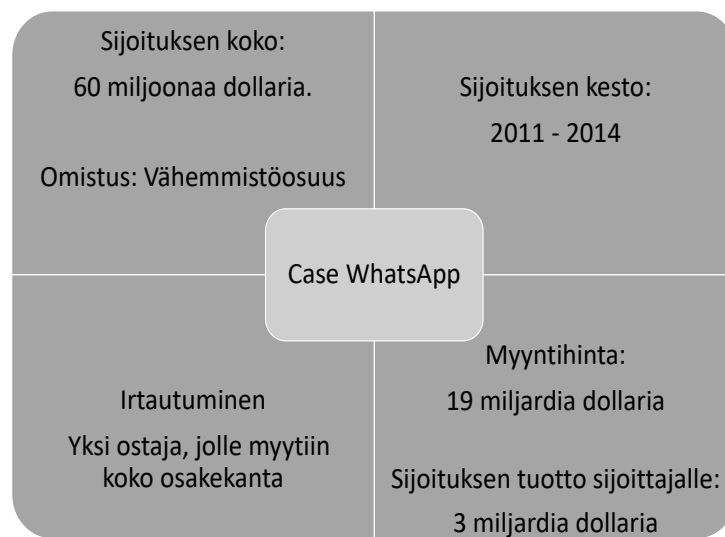 Sijoituksen koko:
60 miljoonaa dollaria.
Omistus: Vähemmistöosuus
Sijoituksen kesto:
2011 - 2014
Case WhatsApp
Irtautuminen
Yksi ostaja, jolle myytiin
koko osakekanta
Myyntihinta:
19 miljardia dollaria
Sijoituksen tuotto sijoittajalle:
3 miljardia dollaria